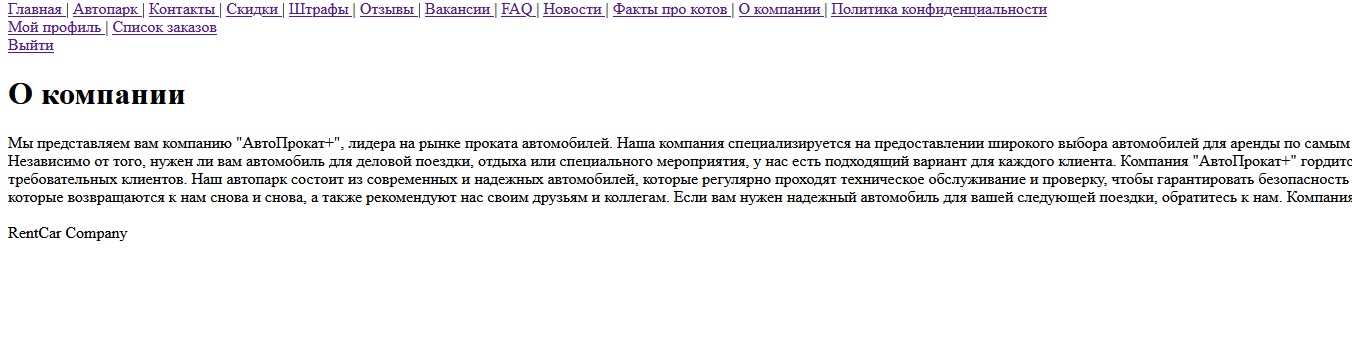 Главная | Автопарк | Контакты | Скидки | Штрафы | Отзывы | Вакансии | FAQ | Новости | Факты про котов | О компании | Политика конфиденциальности
Мой профиль | Список заказов
Выйти
О компании
Мы представляем вам компанию "АвтоПрокат+", лидера на рынке проката автомобилей. Наша компания специализируется на предоставлении широкого выбора автомобилей для аренды по самым
Независимо от того, нужен ли вам автомобиль для деловой поездки, отдыха или специального мероприятия, у нас есть подходящий вариант для каждого клиента. Компания "АвтоПрокат+" гордитс
требовательных клиентов. Наш автопарк состоит из современных и надежных автомобилей, которые регулярно проходят техническое обслуживание и проверку, чтобы гарантировать безопасность
которые возвращаются к нам снова и снова, а также рекомендуют нас своим друзьям и коллегам. Если вам нужен надежный автомобиль для вашей следующей поездки, обратитесь к нам. Компания
RentCar Company